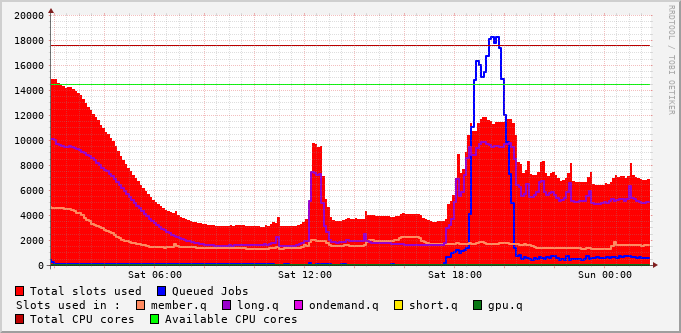 20000
18000
16000
14000
12000
10000
8000
6000
4000
2000
0
Sat 06:00 Sat 12:00 Sat 18:00 Sun 00:00
RRDTOOL / TOBI OETIKER
Total slots used Queued Jobs
Slots used in : member.q long.q ondemand.q short.q gpu.q
Total CPU cores Available CPU cores